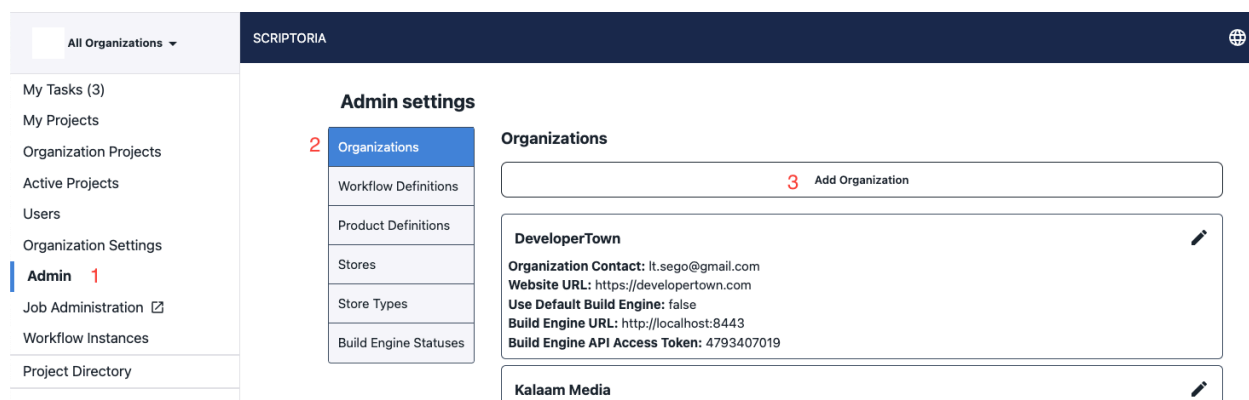 All Organizations
SCRIPTORIA
My Tasks (3)
My Projects
Organization Projects
Active Projects
Users
Organization Settings
Admin 1
Job Administration
Workflow Instances
Project Directory
Admin settings
2 Organizations
Workflow Definitions
Product Definitions
Stores
Store Types
Build Engine Statuses
Organizations
3 Add Organization
DeveloperTown
Organization Contact: lt.sego@gmail.com
Website URL: https://developertown.com
Use Default Build Engine: false
Build Engine URL: http://localhost:8443
Build Engine API Access Token: 4793407019
Kalaam Media